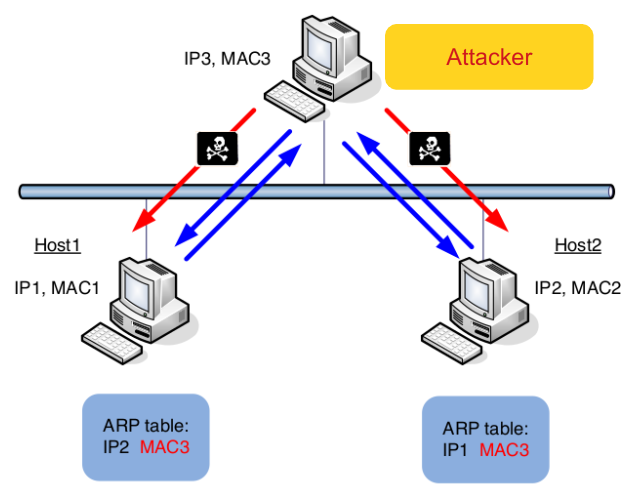 IP3, MAC3
Attacker
Host1
IP1, MAC1
Host2
IP2, MAC2
ARP table:
IP2 MAC3
ARP table:
IP1 MAC3